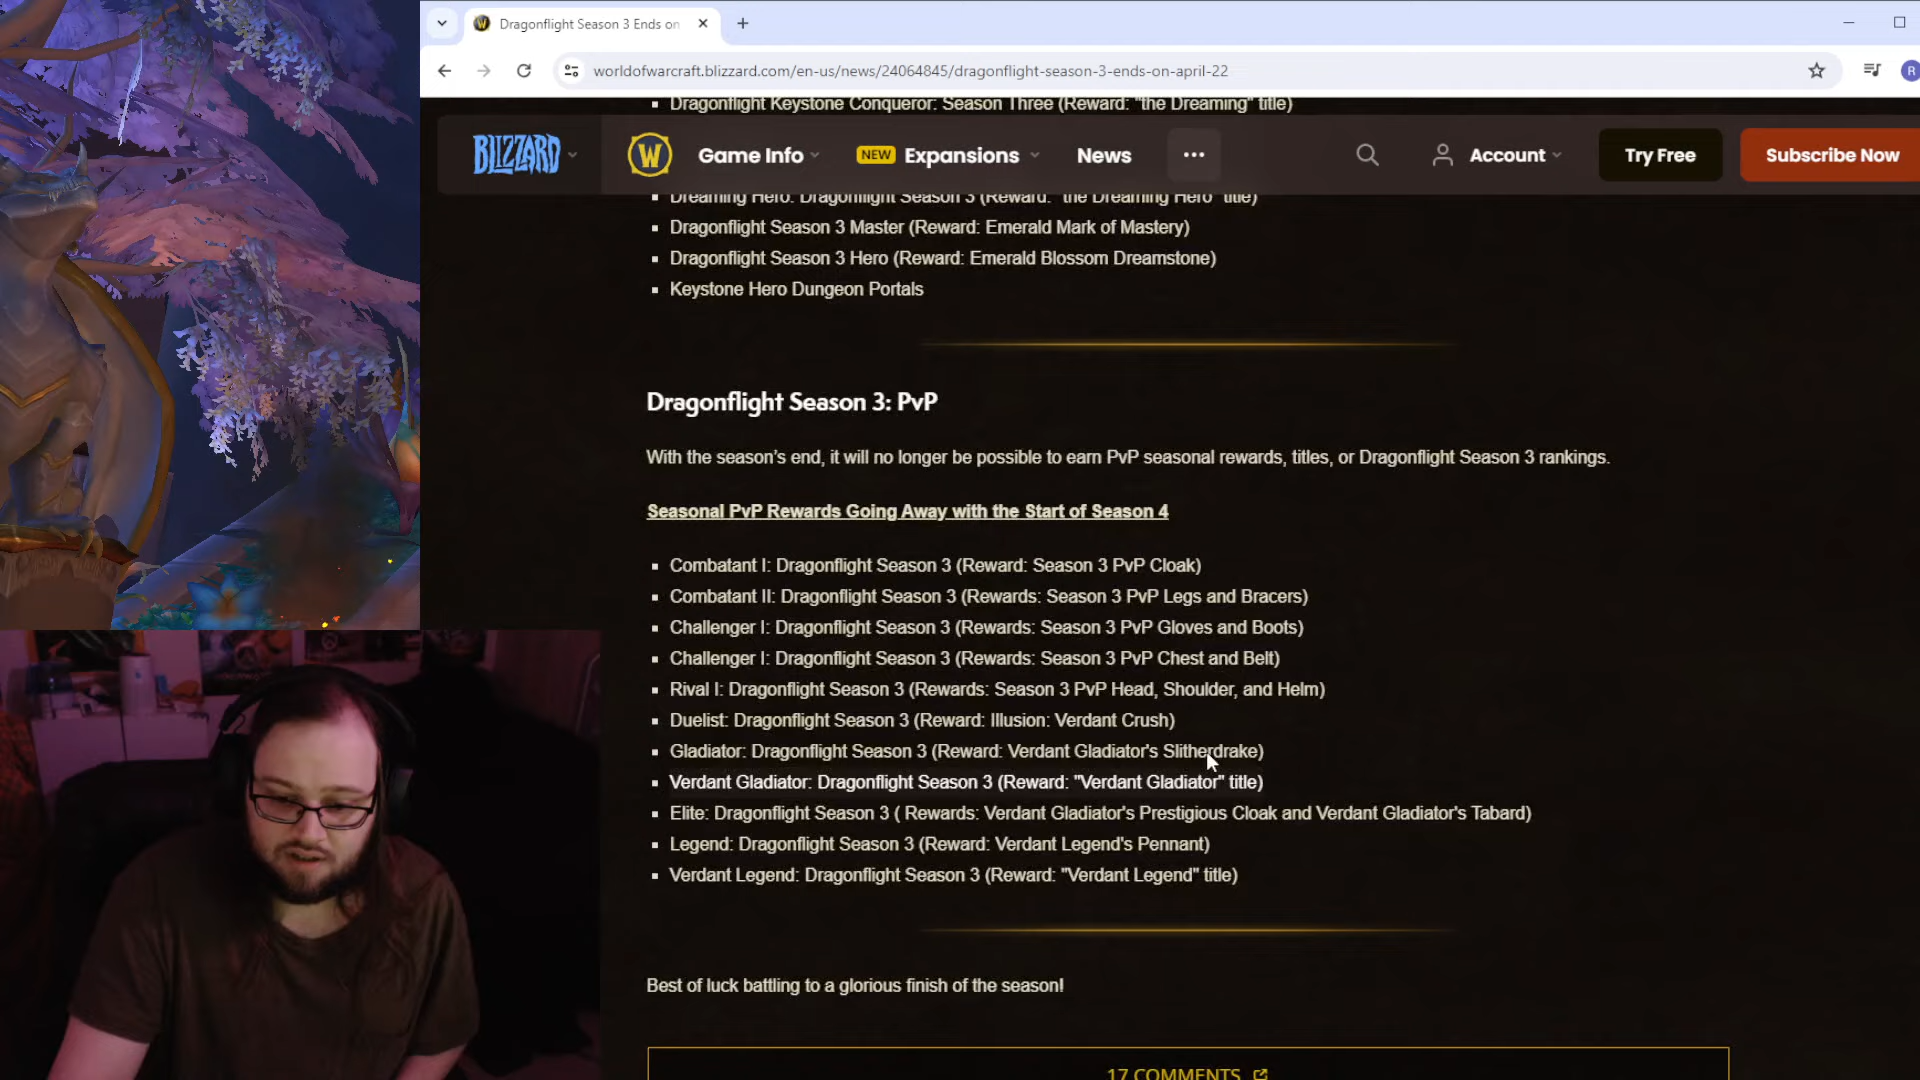 Dragonflight Season 3 Ends on
worldofwarcraft.blizzard.com/en-us/news/24064845/dragonflight-season-3-ends-on-april-22
R
Dragonflight Keystone Conqueror: Season Three (Reward: "the Dreaming" title)
BLIZZARD
W
Game Info
NEW
Expansions
News
Account
Try Free
Subscribe Now
Dreaming Hero: Dragonflight Season 3 (Reward: "the Dreaming Hero" title)
Dragonflight Season 3 Master (Reward: Emerald Mark of Mastery)
Dragonflight Season 3 Hero (Reward: Emerald Blossom Dreamstone)
Keystone Hero Dungeon Portals
Dragonflight Season 3: PvP
With the season's end, it will no longer be possible to earn PvP seasonal rewards, titles, or Dragonflight Season 3 rankings.
Seasonal PvP Rewards Going Away with the Start of Season 4
Combatant I: Dragonflight Season 3 (Reward: Season 3 PvP Cloak)
Combatant II: Dragonflight Season 3 (Rewards: Season 3 PvP Legs and Bracers)
Challenger I: Dragonflight Season 3 (Rewards: Season 3 PvP Gloves and Boots)
Challenger I: Dragonflight Season 3 (Rewards: Season 3 PvP Chest and Belt)
Rival I: Dragonflight Season 3 (Rewards: Season 3 PvP Head, Shoulder, and Helm)
Duelist: Dragonflight Season 3 (Reward: Illusion: Verdant Crush)
Gladiator: Dragonflight Season 3 (Reward: Verdant Gladiator's Slitherdrake)
Verdant Gladiator: Dragonflight Season 3 (Reward: "Verdant Gladiator" title)
Elite: Dragonflight Season 3 ( Rewards: Verdant Gladiator's Prestigious Cloak and Verdant Gladiator's Tabard)
Legend: Dragonflight Season 3 (Reward: Verdant Legend's Pennant)
Verdant Legend: Dragonflight Season 3 (Reward: "Verdant Legend" title)
Best of luck battling to a glorious finish of the season!
17 COMMENTS